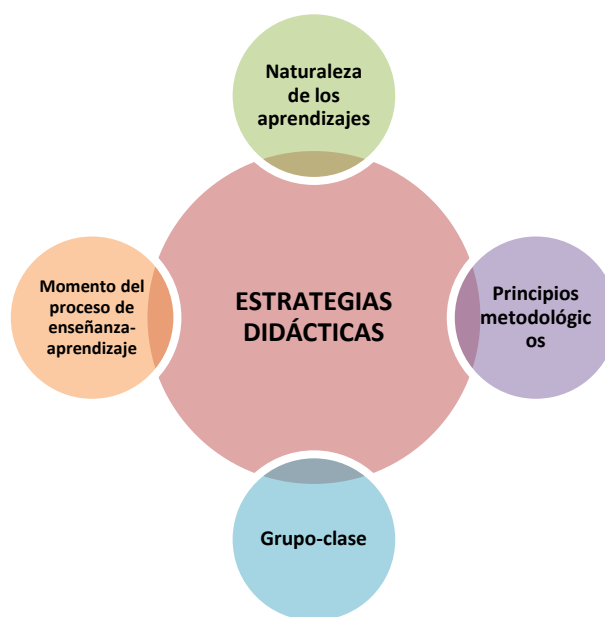 Naturaleza
de los
aprendizajes
Momento del
proceso de
enseñanza-
aprendizaje
ESTRATEGIAS
DIDÁCTICAS
Principios
metodológic
os
Grupo-clase